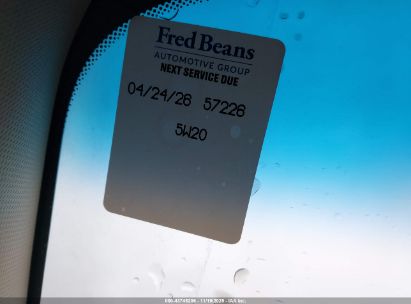 Fred Beans
AUTOMOTIVE GROUP
NEXT SERVICE DUE
04/24/26 57226
5W20